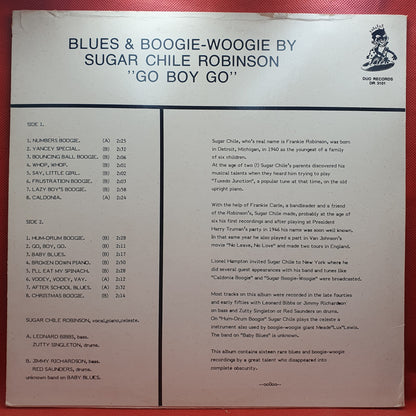 BLUES & BOOGIE-WOOGIE BY
SUGAR CHILE ROBINSON
"GO BOY GO"
DUO RECORDS
DR 3101
SIDE I.
1. NUMBERS BOOGIE. (A) 2:25
2. YANCEY SPECIAL. (B) 2:32
3. BOUNCING BALL BOOGIE. (B) 2:06
4. WHOP, WHOP. (B) 2:01
5. SAY, LITTLE GIRL. (B) 2:02
6. FRUSTRATION BOOGIE. (B) 2:03
7. LAZY BOY'S BOOGIE. (B) 2:58
8. CALDONIA. (A) 2:24
SIDE 2.
1. HUM-DRUM BOOGIE. (B) 2:29
2. GO, BOY, GO. (B) 2:11
3. BABY BLUES. (B) 2:17
4. BROKEN DOWN PIANO. (B) 2:50
5. I'LL EAT MY SPINACH. (B) 2:28
6. VOOEY, VOOEY, VAY. (A) 2:27
7. AFTER SCHOOL BLUES. (A) 2:31
8. CHRISTMAS BOOGIE. (B) 2:14
SUGAR CHILE ROBINSON, vocal,piano,celeste.
A. LEONARD BIBBS, bass.
ZUTTY SINGLETON, drums.
B. JIMMY RICHARDSON, bass.
RED SAUNDERS, drums.
unknown band on BABY BLUES.
Sugar Chile, who's real name is Frankie Robinson, was born
in Detroit, Michigan, in 1940 as the youngest of a family
of six children.
At the age of two (!) Sugar Chile's parents discovered his
musical talents when they heard him trying to play
"Tuxedo Junction", a popular tune at that time, on the old
upright piano.
With the help of Frankie Carle, a bandleader and a friend
of the Robinson's, Sugar Chile made, probably at the age of
six his first recordings and after playing at President
Harry Truman's party in 1946 his name was soon well known.
In that same year he also played a part in Van Johnson's
movie "No Leave, No Love" and made two tours in England.
Lionel Hampton invited Sugar Chile to New York where he
did several guest appearances with his band and tunes like
"Caldonia Boogie" and "Sugar Boogie-Woogie" were broadcasted.
Most tracks on this album were recorded in the late fourties
and early fifties with Leonard Bibbs or Jimmy Richardson
on bass and Zutty Singleton or Red Saunders on drums.
On "Hum-Drum Boogie" Sugar Chile plays the celeste a
instrument also used by boogie-woogie giant Meade"Lux"Lewis.
The band on "Baby Blues" is unknown.
This album contains sixteen rare blues and boogie-woogie
recordings by a great talent who disappeared into
complete obscurity.
--ooOoo--